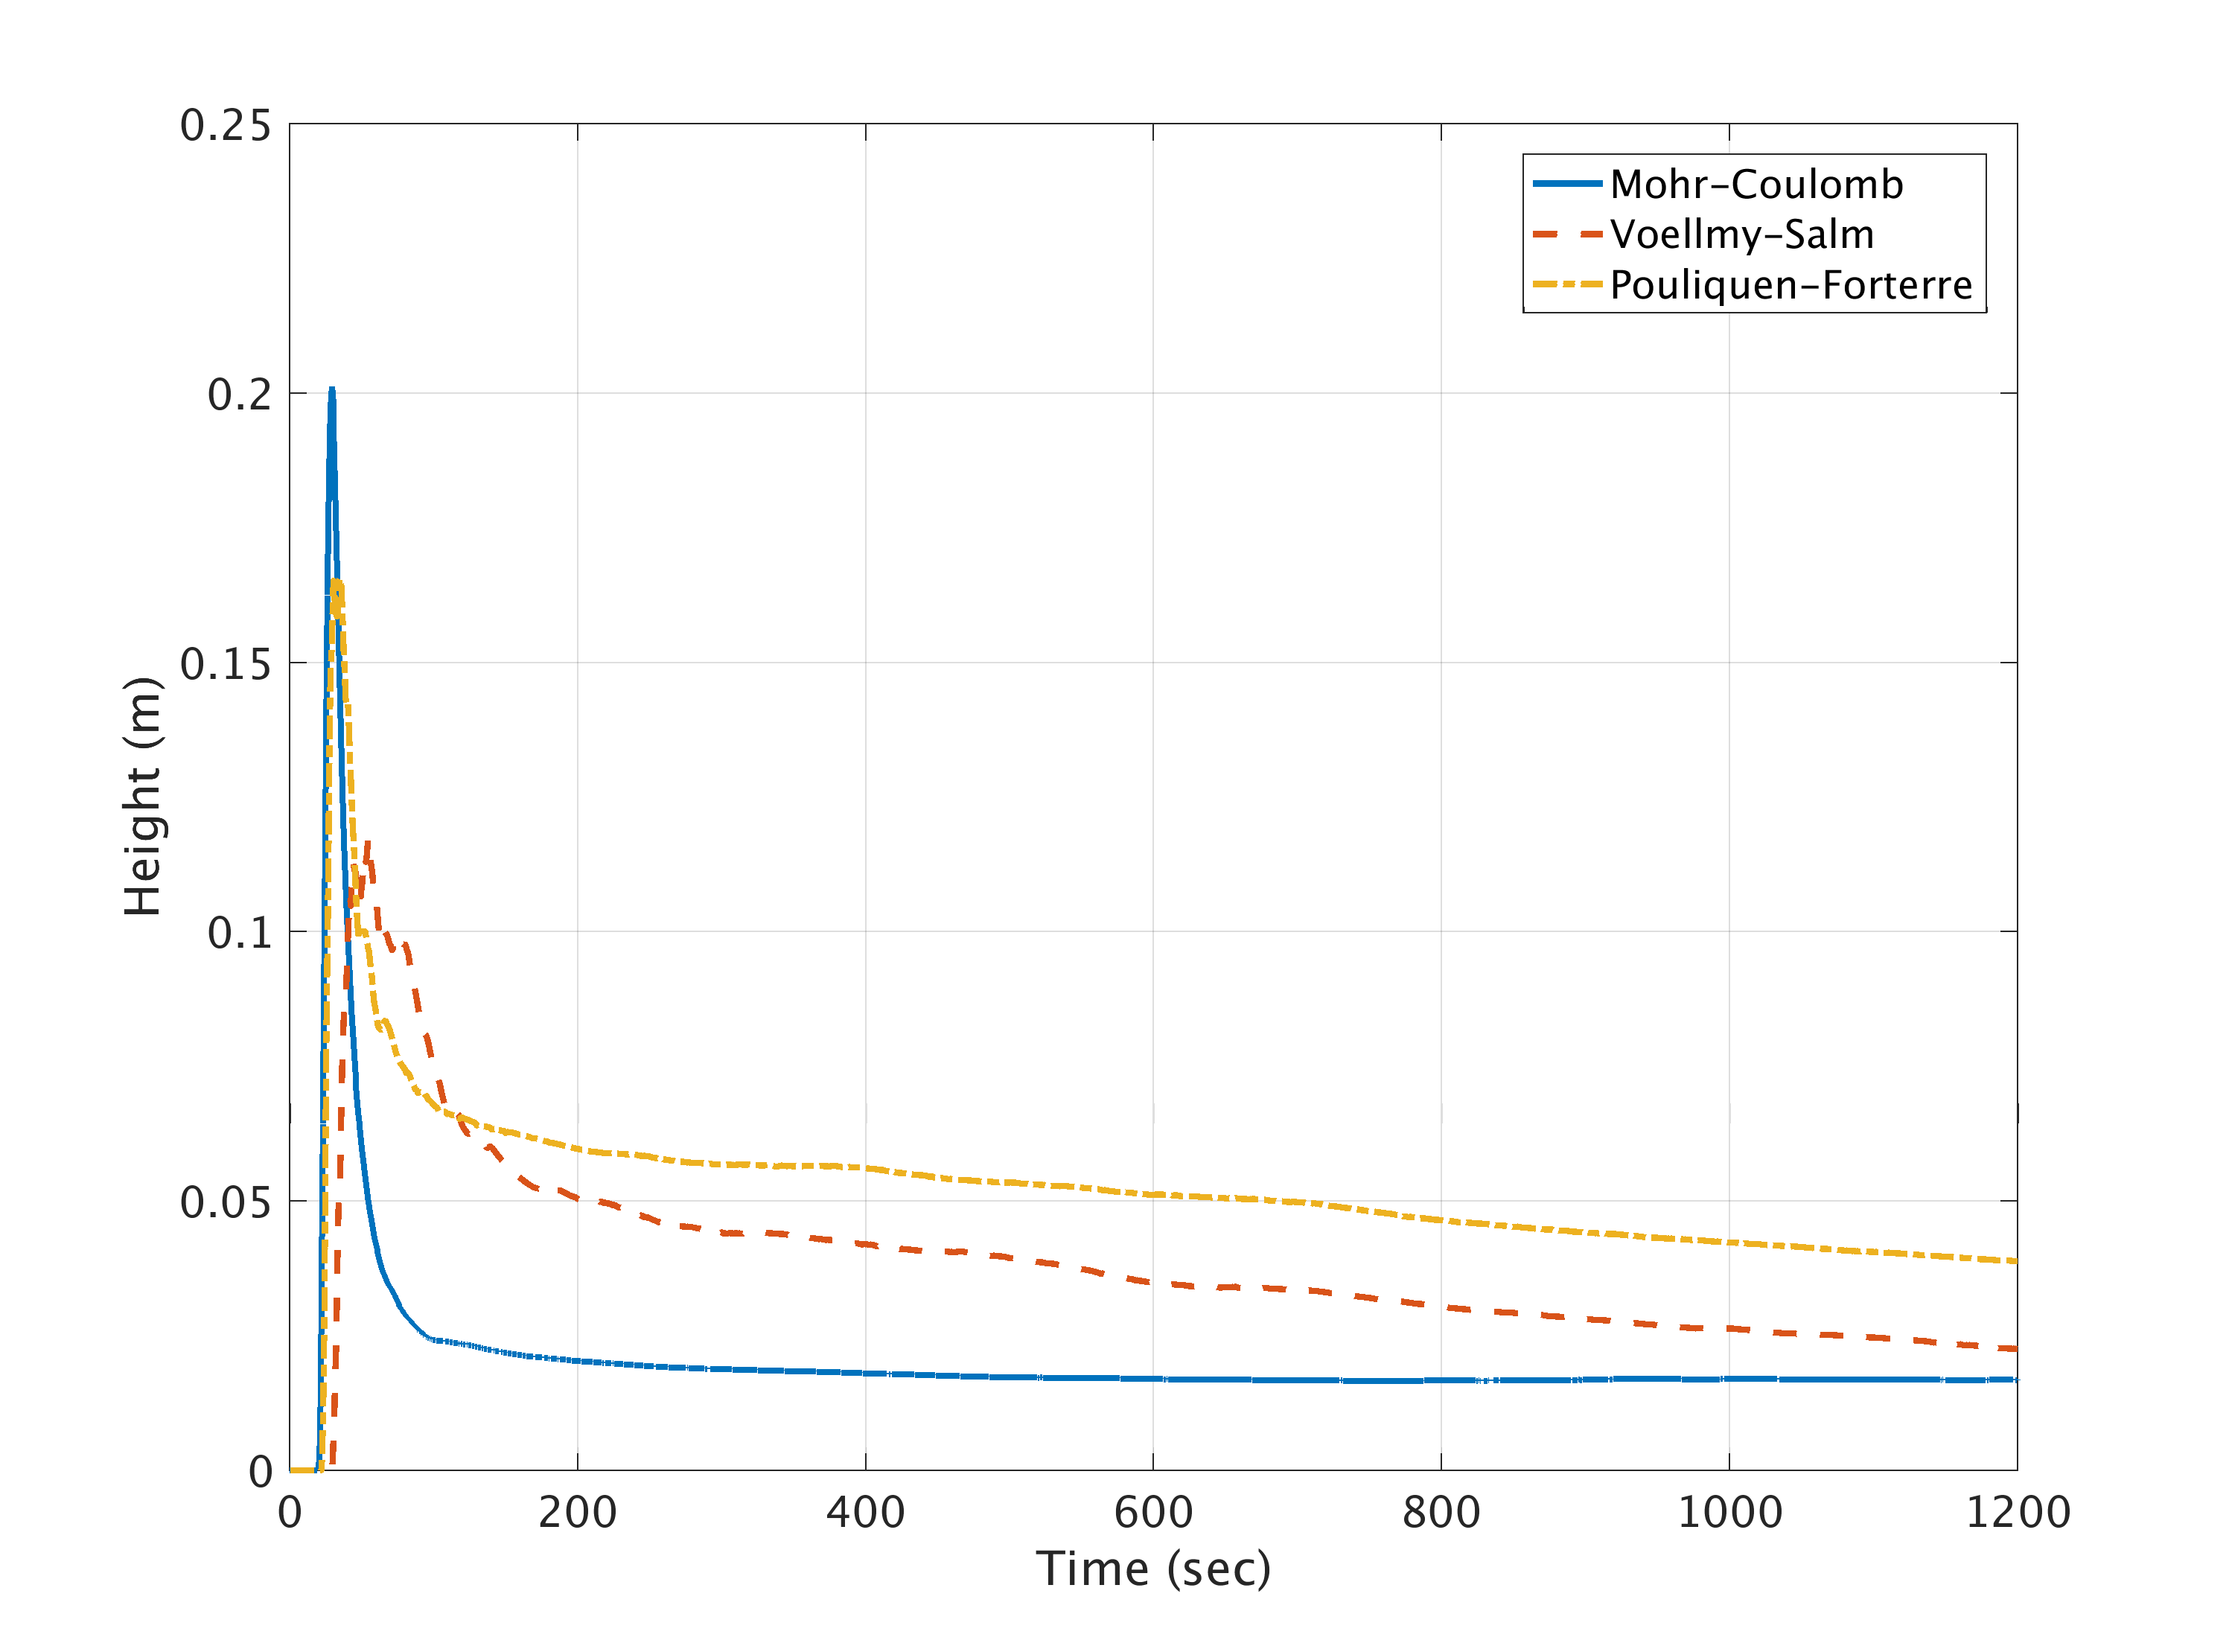 0.25
0.2
0.15
0.1
0.05
0
Height (m)
Mohr-Coulomb
Voellmy-Salm
Pouliquen-Forterre
0 200 400 600 800 1000 1200
Time (sec)